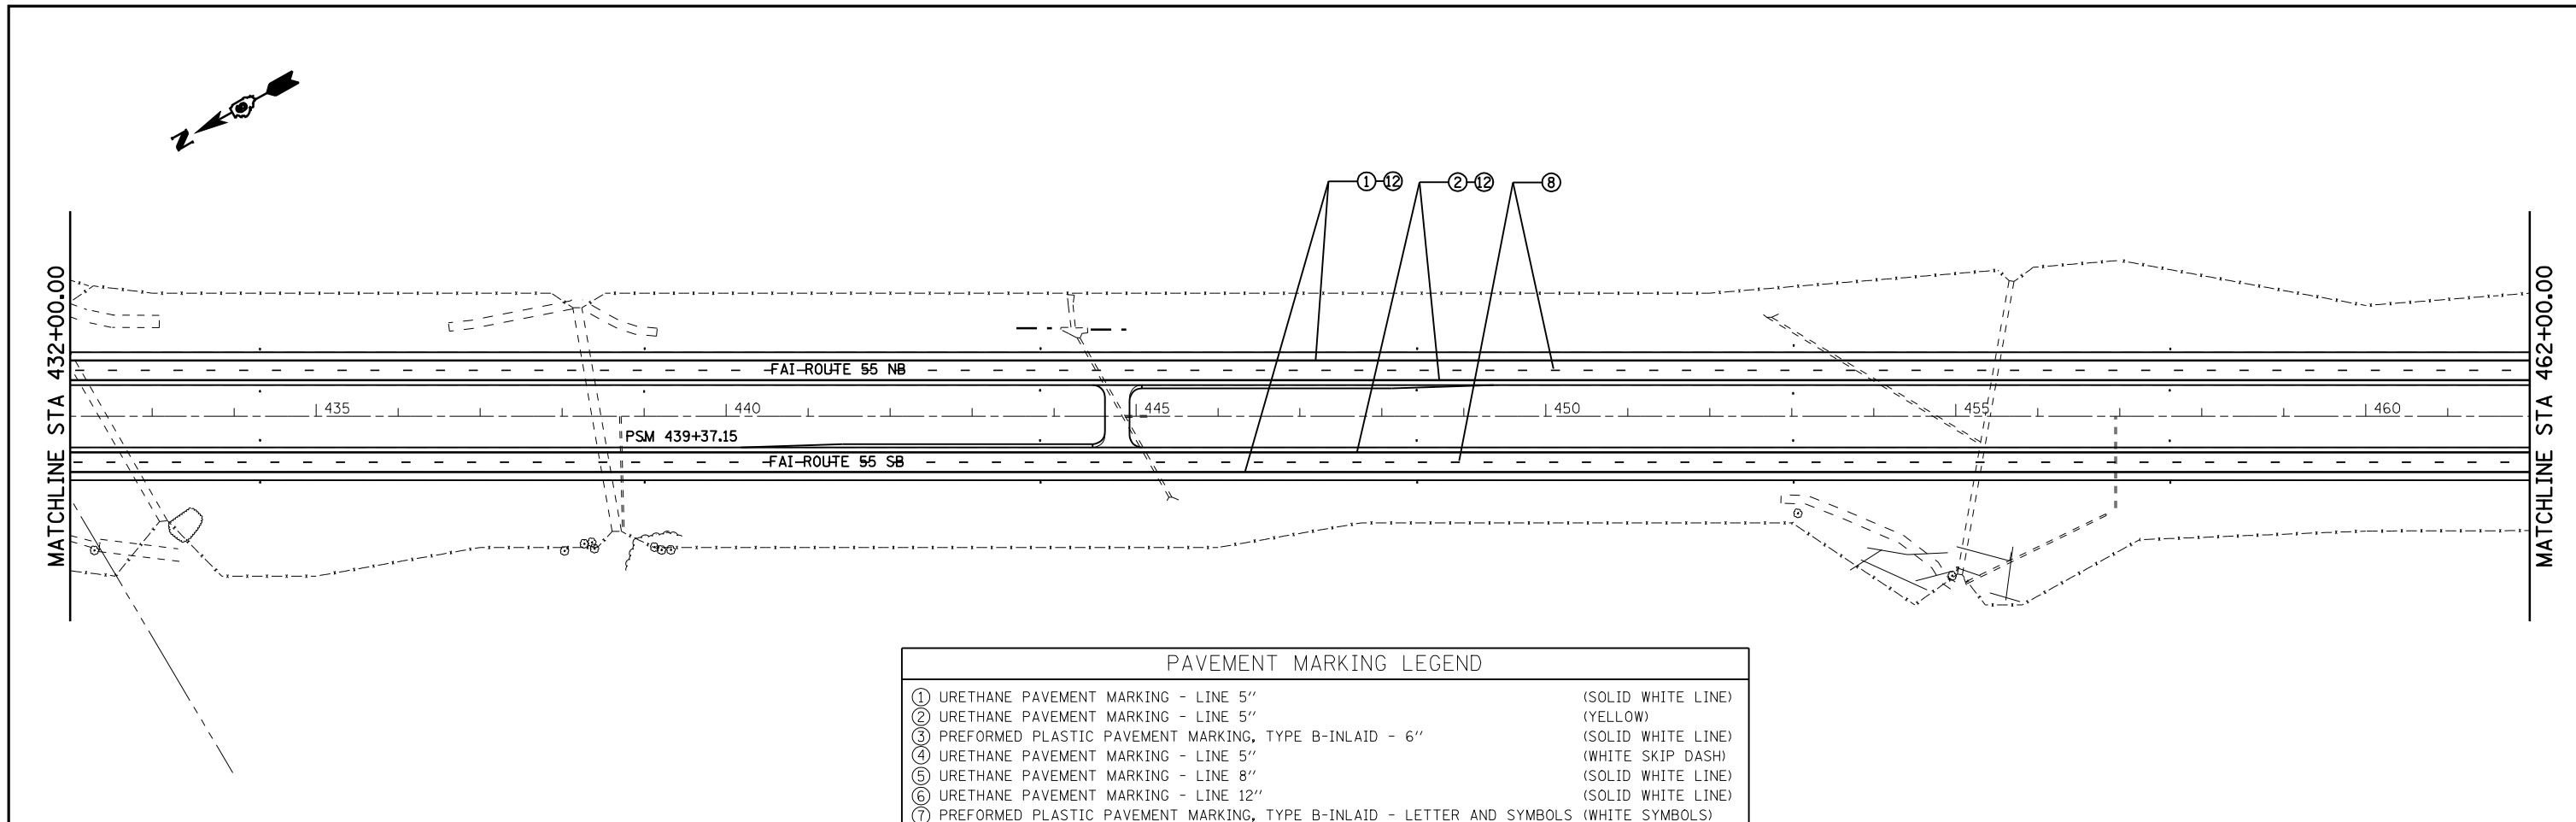 N
① ⑫
② ⑫
⑧
MATCHLINE STA 432+00.00
MATCHLINE STA 462+00.00
FAI ROUTE 55 NB
435
440
445
450
455
460
PSM 439+37.15
FAI ROUTE 55 SB
PAVEMENT MARKING LEGEND
① URETHANE PAVEMENT MARKING - LINE 5" (SOLID WHITE LINE)
② URETHANE PAVEMENT MARKING - LINE 5" (YELLOW)
③ PREFORMED PLASTIC PAVEMENT MARKING, TYPE B-INLAID - 6" (SOLID WHITE LINE)
④ URETHANE PAVEMENT MARKING - LINE 5" (WHITE SKIP DASH)
⑤ URETHANE PAVEMENT MARKING - LINE 8" (SOLID WHITE LINE)
⑥ URETHANE PAVEMENT MARKING - LINE 12" (SOLID WHITE LINE)
⑦ PREFORMED PLASTIC PAVEMENT MARKING, TYPE B-INLAID - LETTER AND SYMBOLS (WHITE SYMBOLS)